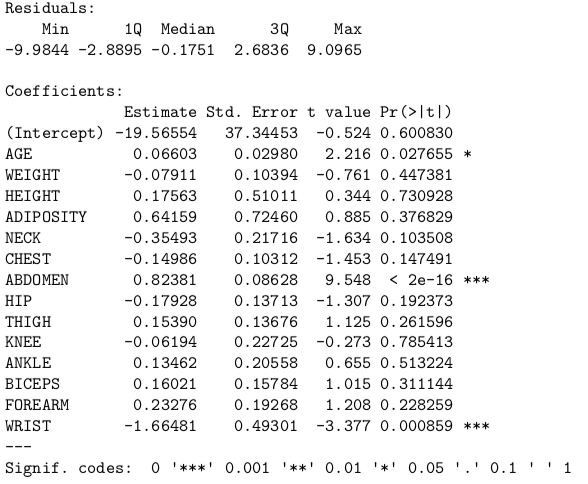 Residuals:
    Min      1Q  Median      3Q     Max
-9.9844 -2.8895 -0.1751  2.6836  9.0965

Coefficients:
             Estimate Std. Error t value Pr(>|t|)
(Intercept) -19.56554   37.34453  -0.524 0.600830
AGE           0.06603    0.02980   2.216 0.027655 *
WEIGHT       -0.07911    0.10394  -0.761 0.447381
HEIGHT        0.17563    0.51011   0.344 0.730928
ADIPOSITY     0.64159    0.72460   0.885 0.376829
NECK         -0.35493    0.21716  -1.634 0.103508
CHEST        -0.14986    0.10312  -1.453 0.147491
ABDOMEN       0.82381    0.08628   9.548  < 2e-16 ***
HIP          -0.17928    0.13713  -1.307 0.192373
THIGH         0.15390    0.13676   1.125 0.261596
KNEE         -0.06194    0.22725  -0.273 0.785413
ANKLE         0.13462    0.20558   0.655 0.513224
BICEPS        0.16021    0.15784   1.015 0.311144
FOREARM       0.23276    0.19268   1.208 0.228259
WRIST        -1.66481    0.49301  -3.377 0.000859 ***
---
Signif. codes:  0 '***' 0.001 '**' 0.01 '*' 0.05 '.' 0.1 ' ' 1